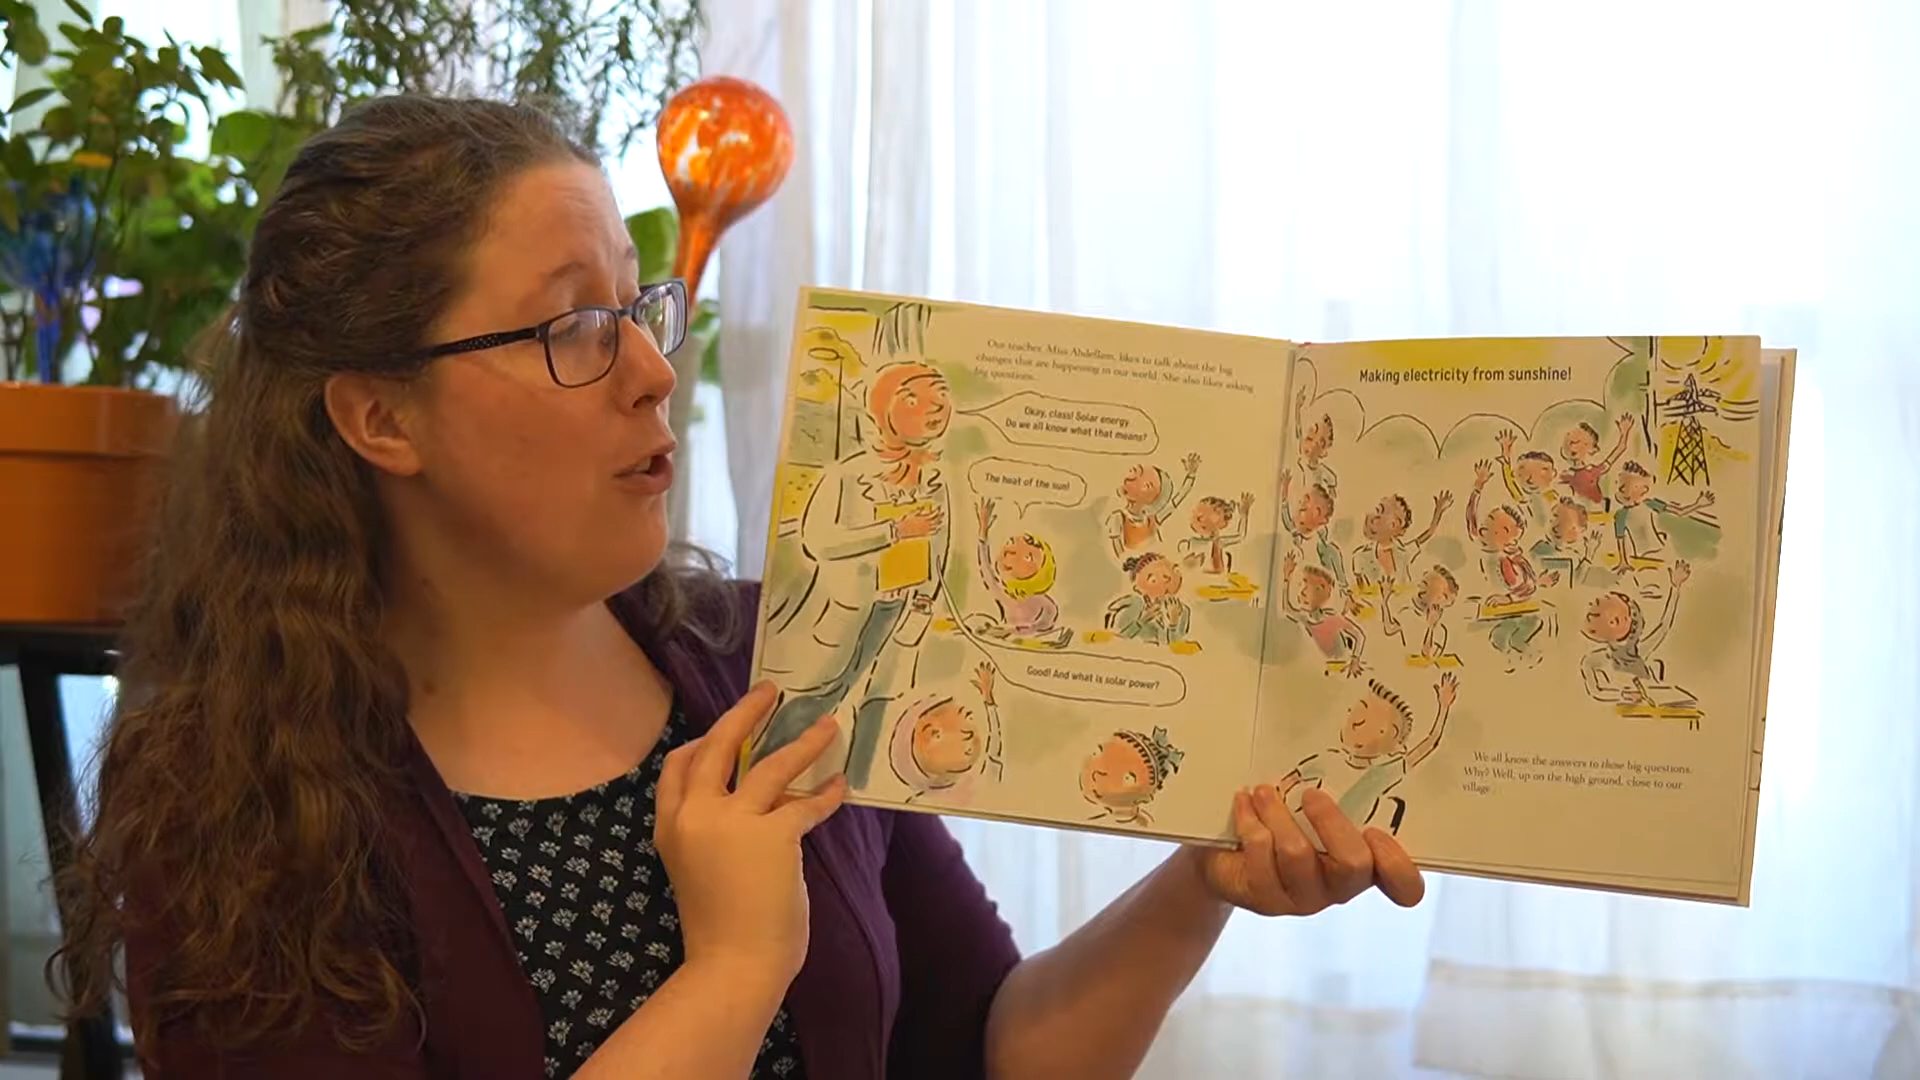 Our teacher, Miss Abdellam, likes to talk about the big
changes that are happening in our world. She also likes asking
big questions...
Okay, class! Solar energy
Do we all know what that means?
The heat of the sun!
Good! And what is solar power?
Making electricity from sunshine!
We all know the answers to those big questions.
Why? Well, up on the high ground, close to our
village